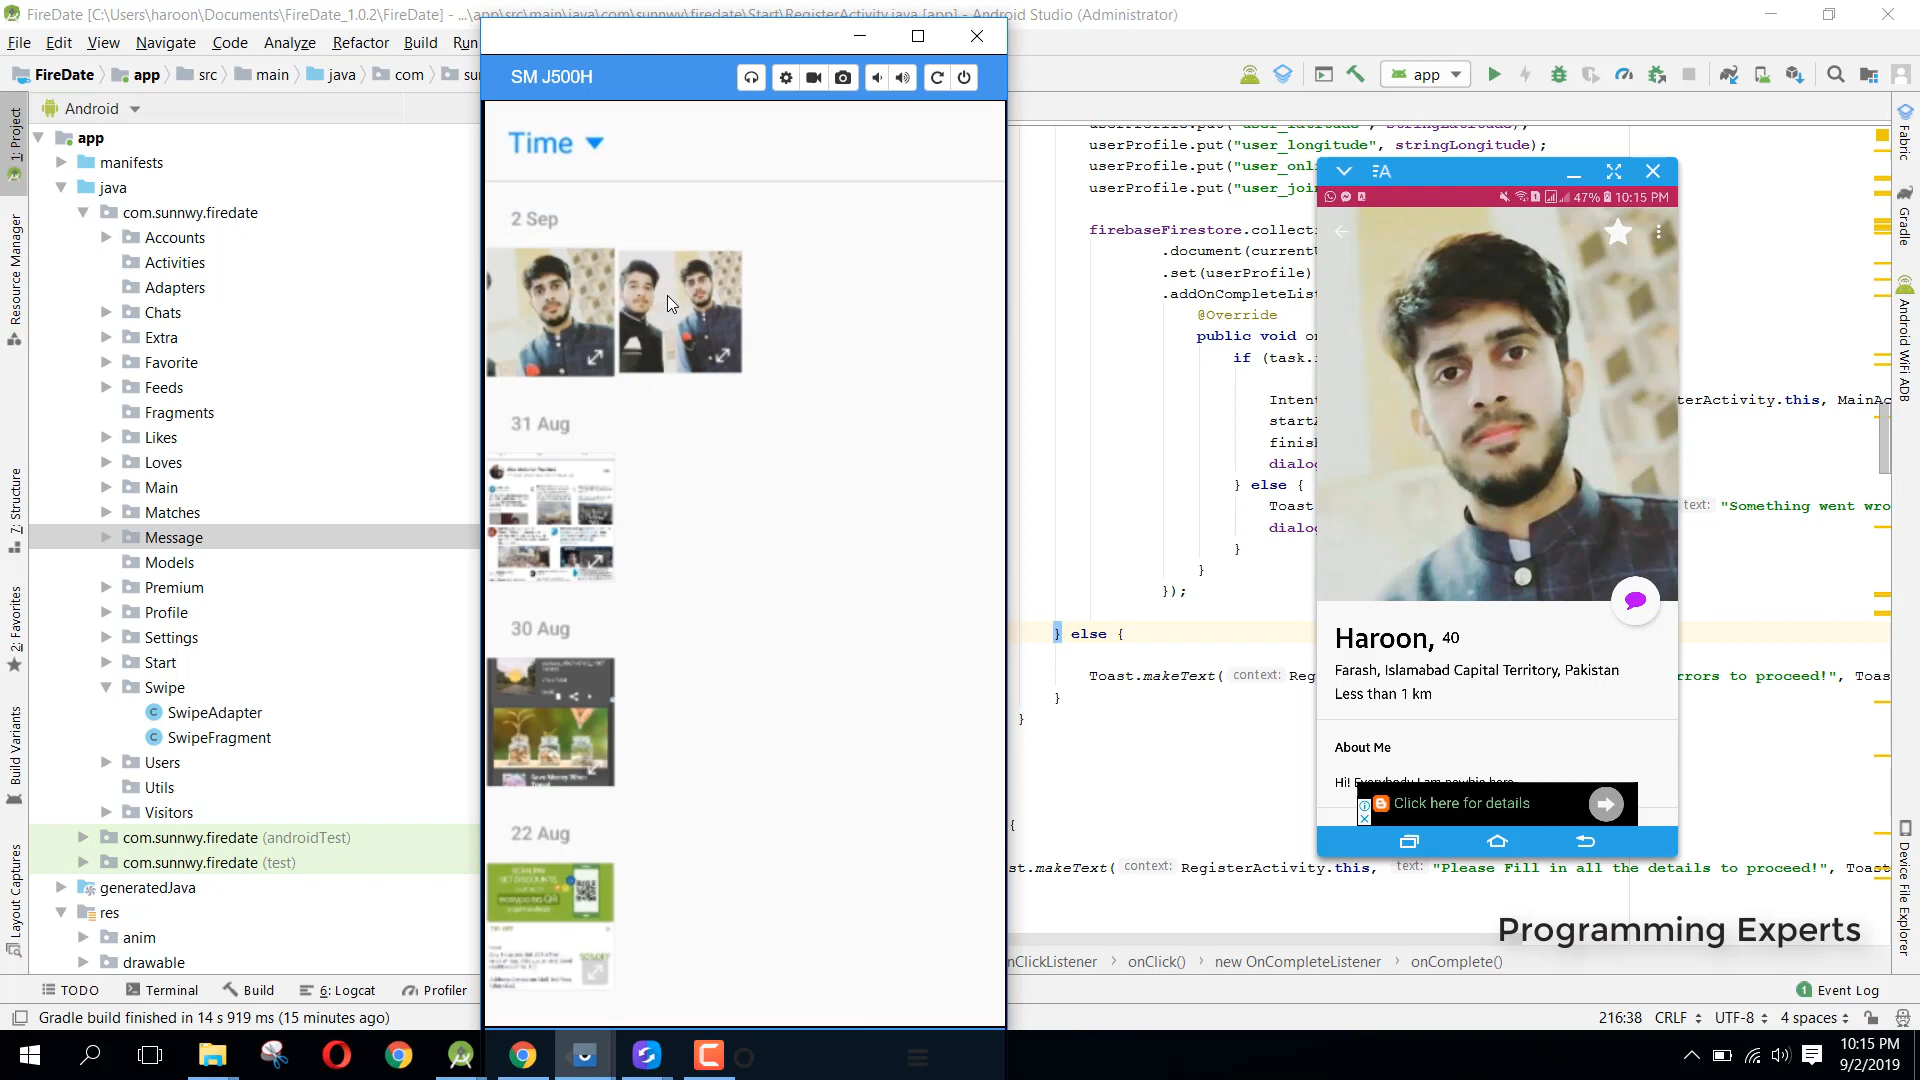 FireDate [C:\Users\haroon\Documents\FireDate_1.0.2\FireDate] - ...\app\src\main\java\com\sunnwy\firedate\Start\RegisterActivity.java [app] - Android Studio (Administrator)
File Edit View Navigate Code Analyze Refactor Build Run
FireDate app src main java com
app
Android
app
manifests
java
com.sunnwy.firedate
Accounts
Activities
Adapters
Chats
Extra
Favorite
Feeds
Fragments
Likes
Loves
Main
Matches
Message
Models
Premium
Profile
Settings
Start
Swipe
SwipeAdapter
SwipeFragment
Users
Utils
Visitors
com.sunnwy.firedate (androidTest)
com.sunnwy.firedate (test)
generatedJava
res
anim
drawable
1: Project
Resource Manager
7: Structure
2: Favorites
Build Variants
Layout Captures
SM J500H
Time
2 Sep
31 Aug
30 Aug
22 Aug
userProfile.put("user_longitude", stringLongitude);
userProfile.put("user_onli
userProfile.put("user_joi
firebaseFirestore.collecti
.document(current
.set(userProfile)
.addOnCompleteList
@Override
public void on
if (task.
Intent
terActivity.this, MainAc
start
finish
dialog
} else {
Toast
text: "Something went wro
dialog
}
}
});
} else {
Toast.makeText( context: Reg
rrors to proceed!", Toas
}
}
{
st.makeText( context: RegisterActivity.this, text: "Please Fill in all the details to proceed!", Toast
47% 10:15 PM
Haroon, 40
Farash, Islamabad Capital Territory, Pakistan
Less than 1 km
About Me
Hi! Everybody I am newbie here
Click here for details
Programming Experts
nClickListener onClick() new OnCompleteListener onComplete()
Fabric
Gradle
Android WiFi ADB
Device File Explorer
TODO Terminal Build 6: Logcat Profiler
1 Event Log
Gradle build finished in 14 s 919 ms (15 minutes ago)
216:38 CRLF UTF-8 4 spaces
10:15 PM
9/2/2019